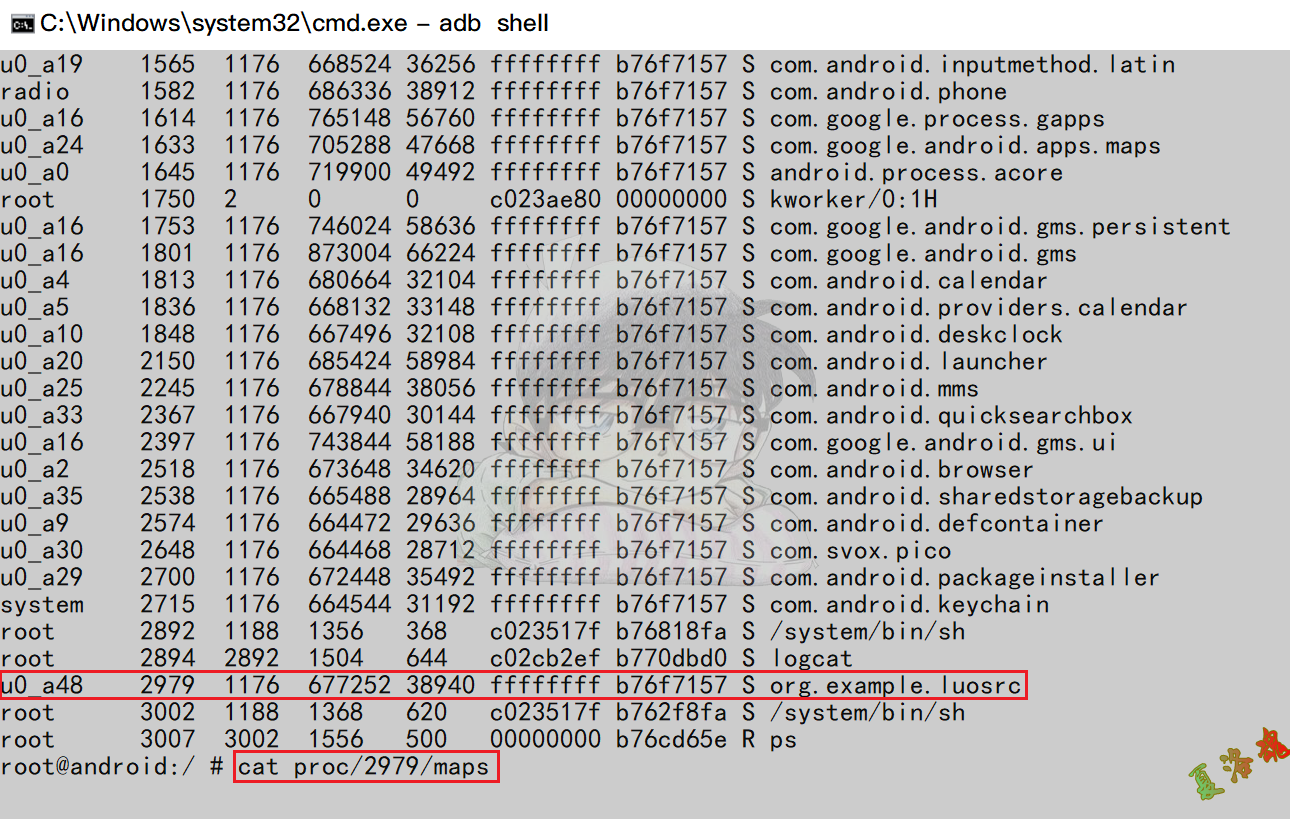 C:\Windows\system32\cmd.exe - adb shell
u0_a19 1565 1176 668524 36256 ffffffff b76f7157 S com.android.inputmethod.latin
radio 1582 1176 686336 38912 ffffffff b76f7157 S com.android.phone
u0_a16 1614 1176 765148 56760 ffffffff b76f7157 S com.google.process.gapps
u0_a24 1633 1176 705288 47668 ffffffff b76f7157 S com.google.android.apps.maps
u0_a0 1645 1176 719900 49492 ffffffff b76f7157 S android.process.acore
root 1750 2 0 0 c023ae80 00000000 S kworker/0:1H
u0_a16 1753 1176 746024 58636 ffffffff b76f7157 S com.google.android.gms.persistent
u0_a16 1801 1176 873004 66224 ffffffff b76f7157 S com.google.android.gms
u0_a4 1813 1176 680664 32104 ffffffff b76f7157 S com.android.calendar
u0_a5 1836 1176 668132 33148 ffffffff b76f7157 S com.android.providers.calendar
u0_a10 1848 1176 667496 32108 ffffffff b76f7157 S com.android.deskclock
u0_a20 2150 1176 685424 58984 ffffffff b76f7157 S com.android.launcher
u0_a25 2245 1176 678844 38056 ffffffff b76f7157 S com.android.mms
u0_a33 2367 1176 667940 30144 ffffffff b76f7157 S com.android.quicksearchbox
u0_a16 2397 1176 743844 58188 ffffffff b76f7157 S com.google.android.gms.ui
u0_a2 2518 1176 673648 34620 ffffffff b76f7157 S com.android.browser
u0_a35 2538 1176 665488 28964 ffffffff b76f7157 S com.android.sharedstoragebackup
u0_a9 2574 1176 664472 29636 ffffffff b76f7157 S com.android.defcontainer
u0_a30 2648 1176 664468 28712 ffffffff b76f7157 S com.svox.pico
u0_a29 2700 1176 672448 35492 ffffffff b76f7157 S com.android.packageinstaller
system 2715 1176 664544 31192 ffffffff b76f7157 S com.android.keychain
root 2892 1188 1356 368 c023517f b76818fa S /system/bin/sh
root 2894 2892 1504 644 c02cb2ef b770dbd0 S logcat
u0_a48 2979 1176 677252 38940 ffffffff b76f7157 S org.example.luosrc
root 3002 1188 1368 620 c023517f b762f8fa S /system/bin/sh
root 3007 3002 1556 500 00000000 b76cd65e R ps
root@android:/ # cat proc/2979/maps